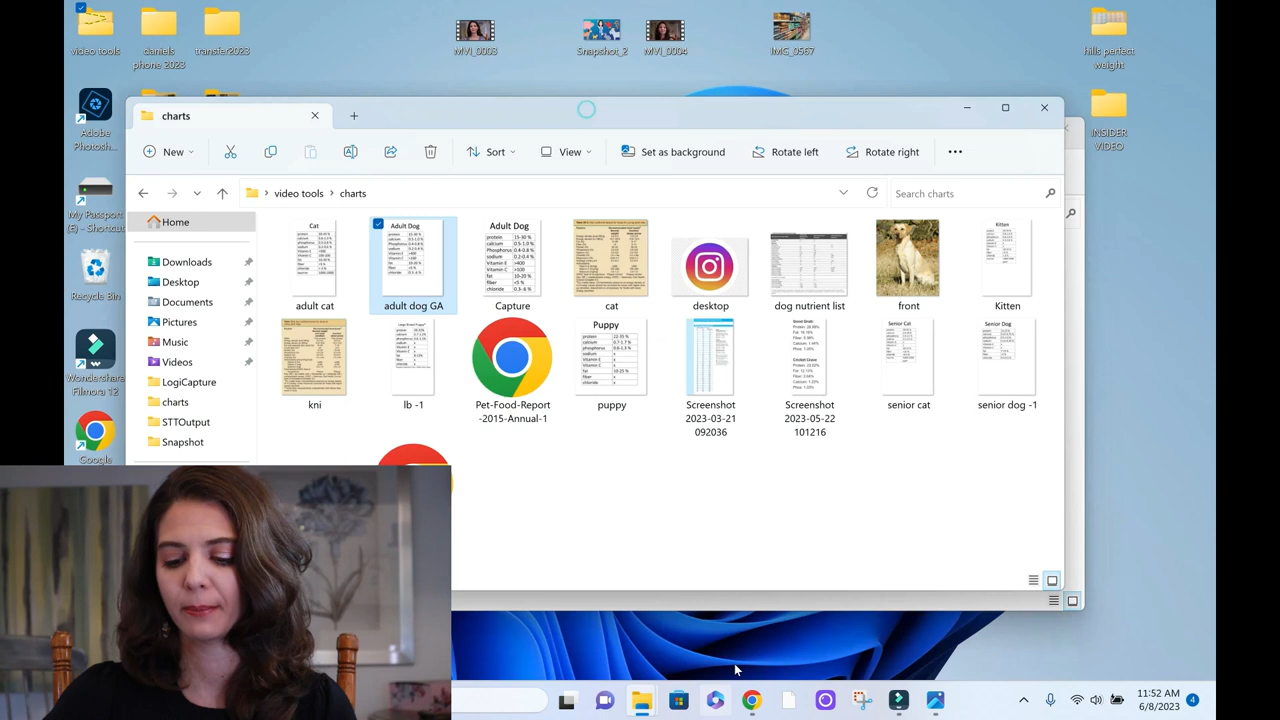 video tools
daniels phone 2023
transfer2023
MVI_0003
Snapshot_2
MVI_0004
IMG_0567
hills perfect weight
Adobe Photosh...
INSIDER VIDEO
My Passport (E) - Shortcut
Recycle Bin
Wondershare Filmora 12
Google
charts
New
Sort
View
Set as background
Rotate left
Rotate right
video tools > charts
Search charts
Home
Downloads
Desktop
Documents
Pictures
Music
Videos
LogiCapture
charts
STTOutput
Snapshot
Cat
Adult Dog
Adult Dog
Kitten
adult cat
adult dog GA
Capture
cat
desktop
dog nutrient list
front
Kitten
Puppy
Senior Cat
Senior Dog
kni
lb -1
Pet-Food-Report-2015-Annual-1
puppy
Screenshot 2023-03-21 092036
Screenshot 2023-05-22 101216
senior cat
senior dog -1
11:52 AM
6/8/2023
4